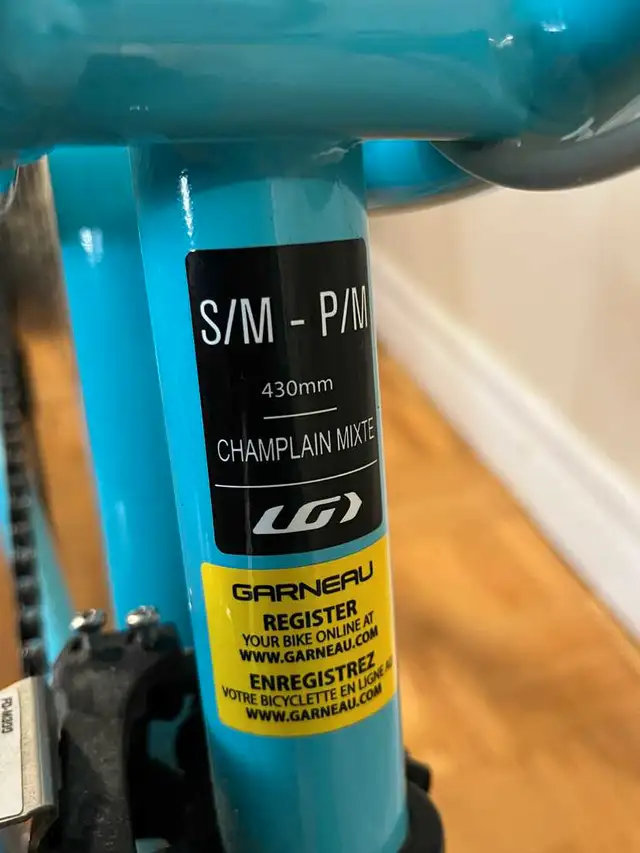 S/M - P/M
430mm
CHAMPLAIN MIXTE
LG
GARNEAU
REGISTER
YOUR BIKE ONLINE AT
WWW.GARNEAU.COM
ENREGISTREZ
VOTRE BICYCLETTE EN LIGNE
WWW.GARNEAU.COM